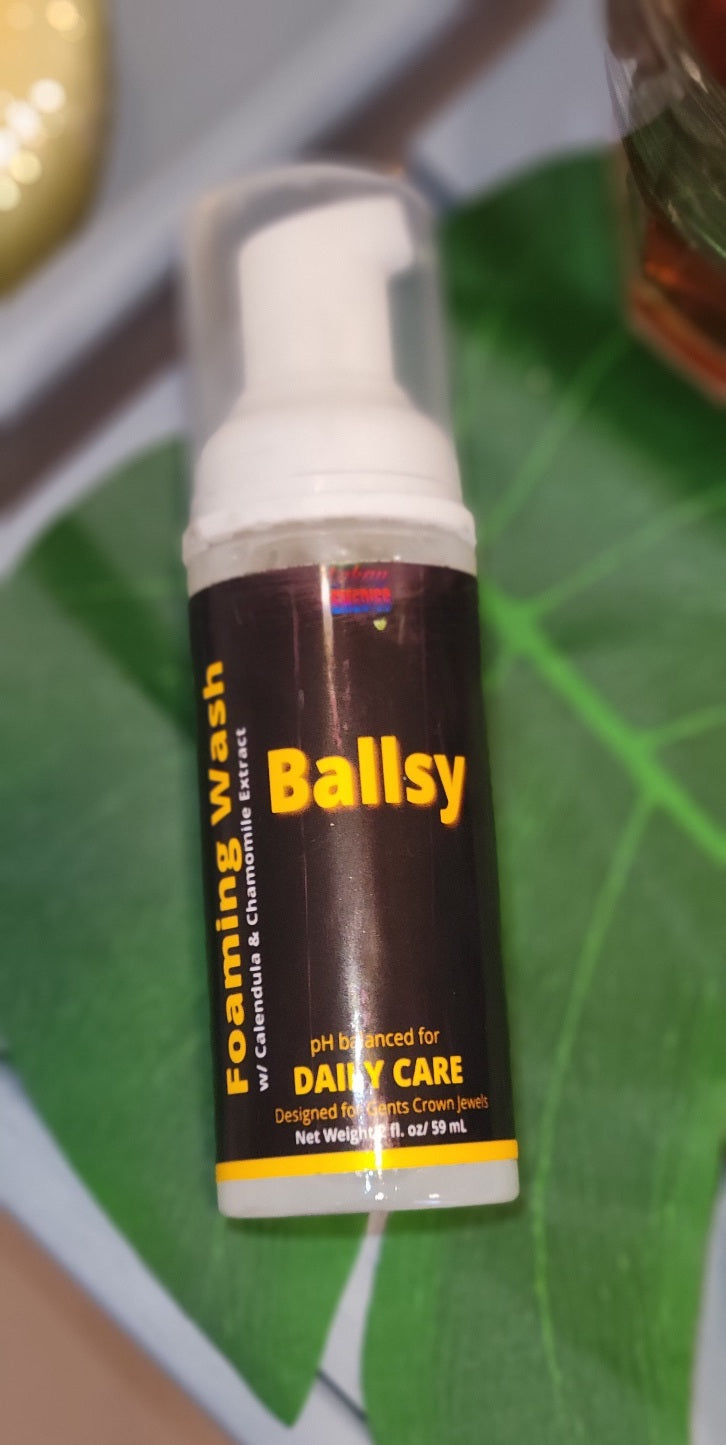 Ballsy
Foaming Wash
w/ Calendula & Chamomile Extract
pH balanced for
DAILY CARE
Designed for Gents Crown Jewels
Net Weight 2 fl. oz/ 59 mL